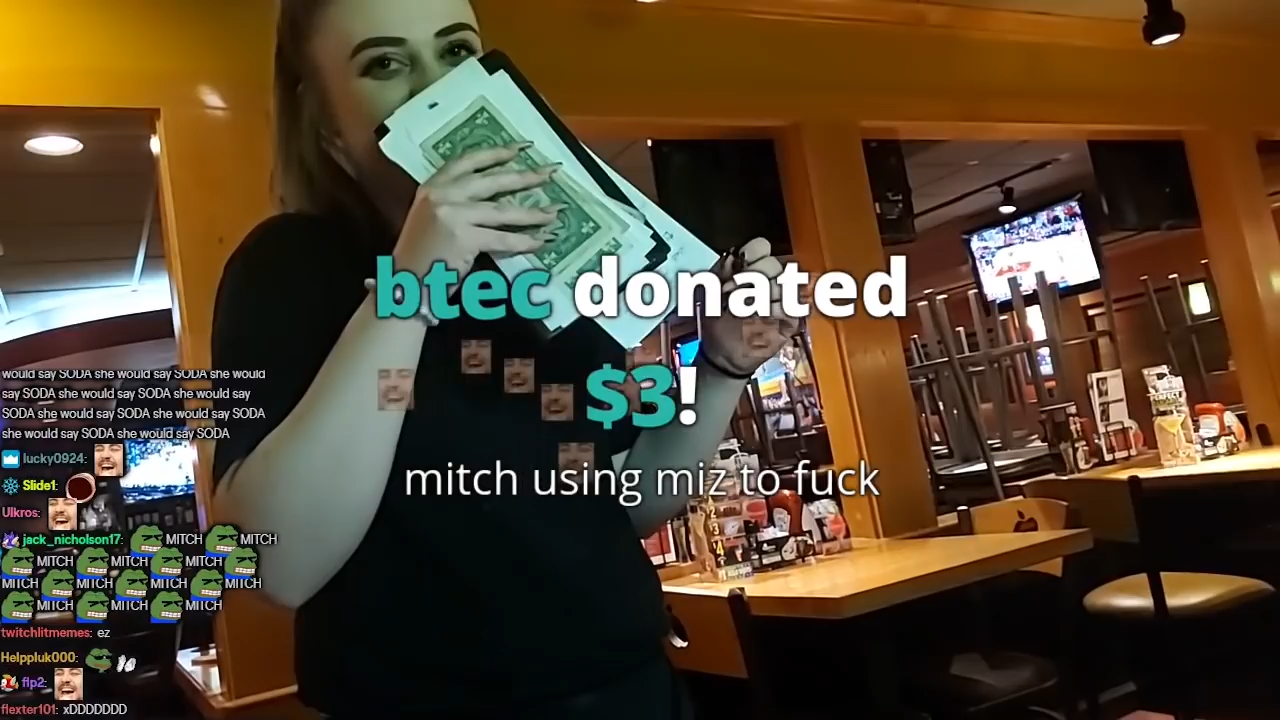 btec donated
$3!
mitch using miz to fuck
would say SODA she would say SODA she would
say SODA she would say SODA she would say
SODA she would say SODA she would say SODA
she would say SODA she would say SODA
lucky0924:
Slide1:
Ulkros:
jack_nicholson17: MITCH MITCH
MITCH MITCH MITCH
MITCH MITCH MITCH MITCH
MITCH MITCH MITCH
twitchlitmemes: ez
Helppluk000:
flp2:
flexter101: xDDDDDDD